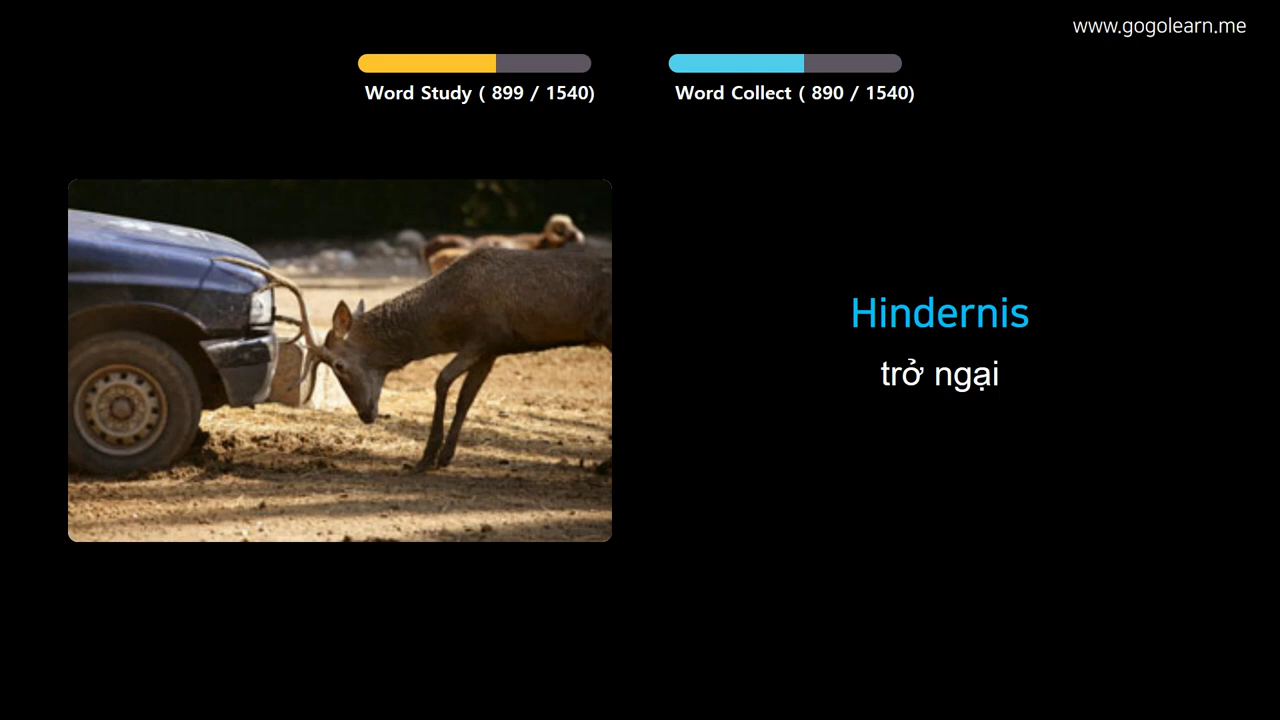 www.gogolearn.me
Word Study ( 899 / 1540)
Word Collect ( 890 / 1540)
Hindernis
trở ngại